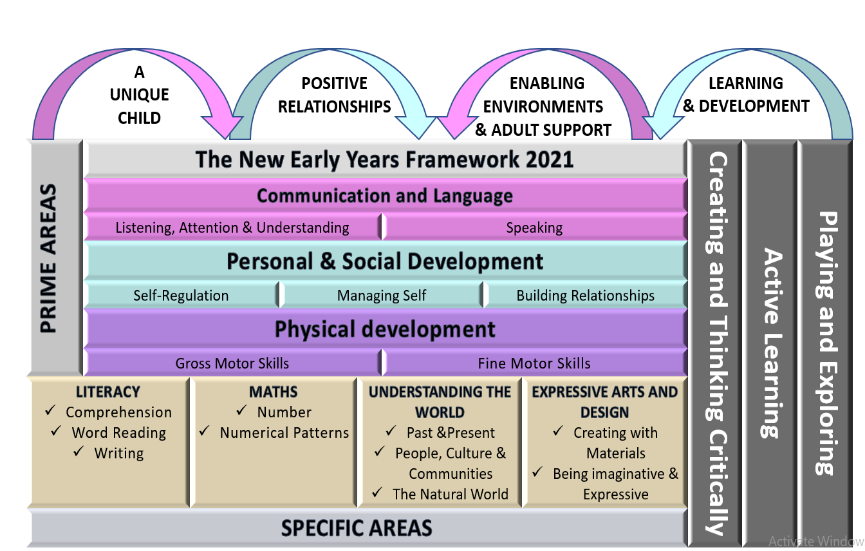 A
UNIQUE
CHILD
POSITIVE
RELATIONSHIPS
ENABLING
ENVIRONMENTS
& ADULT SUPPORT
LEARNING
& DEVELOPMENT
PRIME AREAS
The New Early Years Framework 2021
Communication and Language
Listening, Attention & Understanding
Speaking
Personal & Social Development
Self-Regulation
Managing Self
Building Relationships
Physical development
Gross Motor Skills
Fine Motor Skills
LITERACY
✓ Comprehension
✓ Word Reading
✓ Writing
MATHS
✓ Number
✓ Numerical Patterns
UNDERSTANDING THE
WORLD
✓ Past &Present
✓ People, Culture &
Communities
✓ The Natural World
EXPRESSIVE ARTS AND
DESIGN
✓ Creating with
Materials
✓ Being imaginative &
Expressive
SPECIFIC AREAS
Creating and Thinking Critically
Active Learning
Playing and Exploring
Activate Window